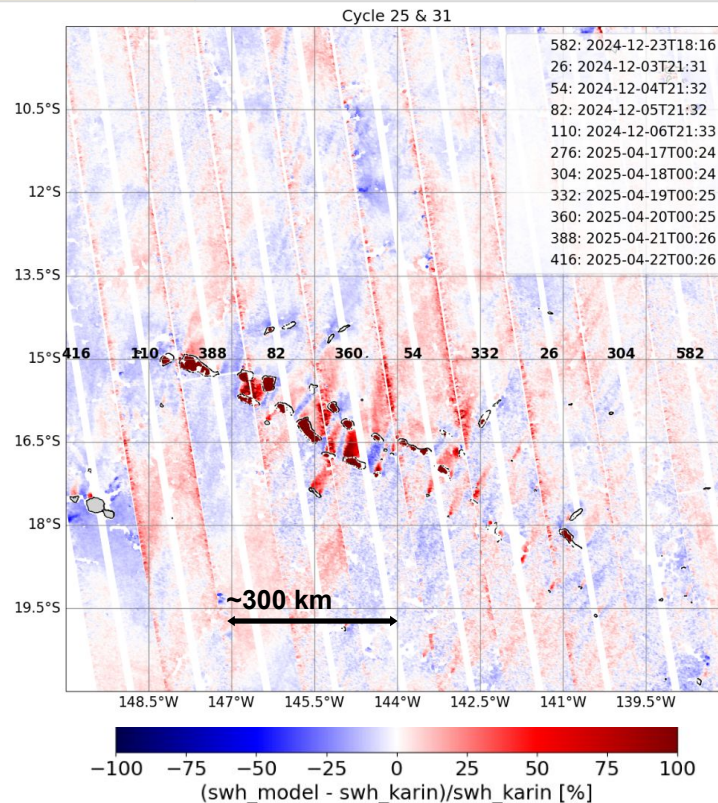 Cycle 25 & 31
582: 2024-12-23T18:16
26: 2024-12-03T21:31
54: 2024-12-04T21:32
82: 2024-12-05T21:32
110: 2024-12-06T21:33
276: 2025-04-17T00:24
304: 2025-04-18T00:24
332: 2025-04-19T00:25
360: 2025-04-20T00:25
388: 2025-04-21T00:26
416: 2025-04-22T00:26
10.5°S
12°S
13.5°S
15°S
416 110 388 82 360 54 332 26 304 582
16.5°S
18°S
19.5°S
~300 km
148.5°W 147°W 145.5°W 144°W 142.5°W 141°W 139.5°W
−100 −75 −50 −25 0 25 50 75 100
(swh_model - swh_karin)/swh_karin [%]